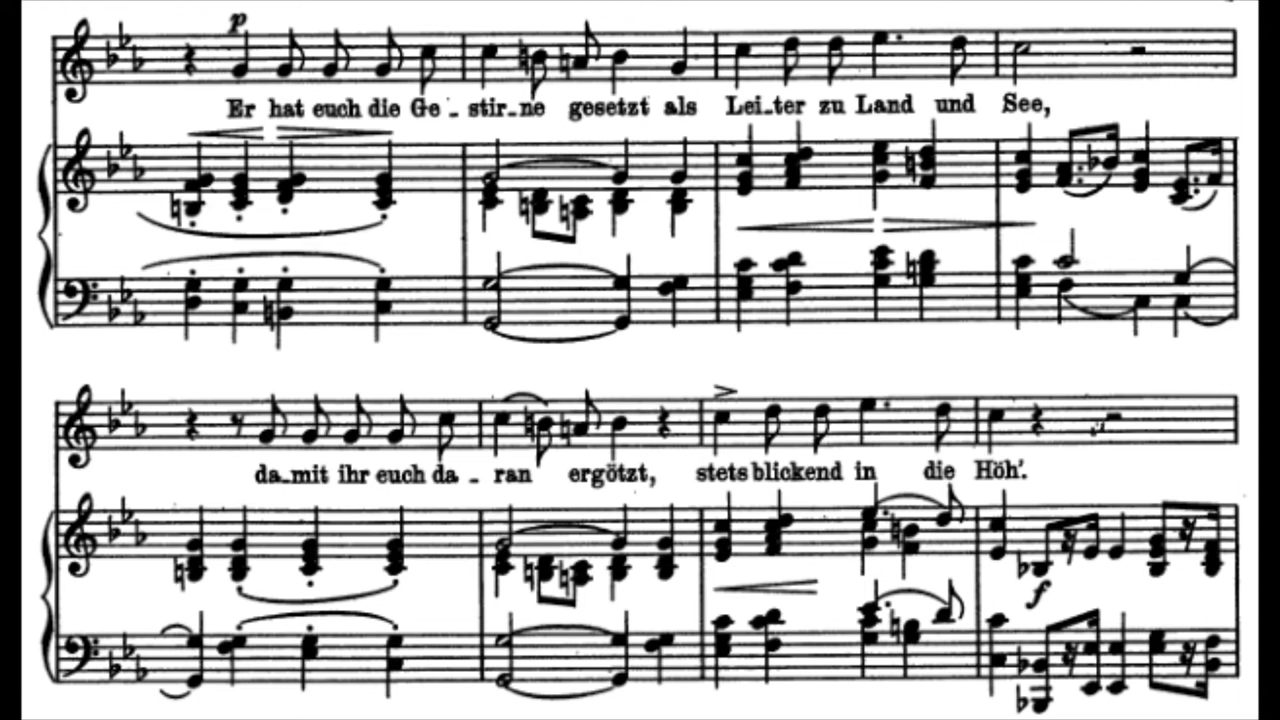 p
Er hat euch die Ge - stir - ne gesetzt als Lei - ter zu Land und See,
da - mit ihr euch da - ran ergötzt, stets blickend in die Höh'.
f